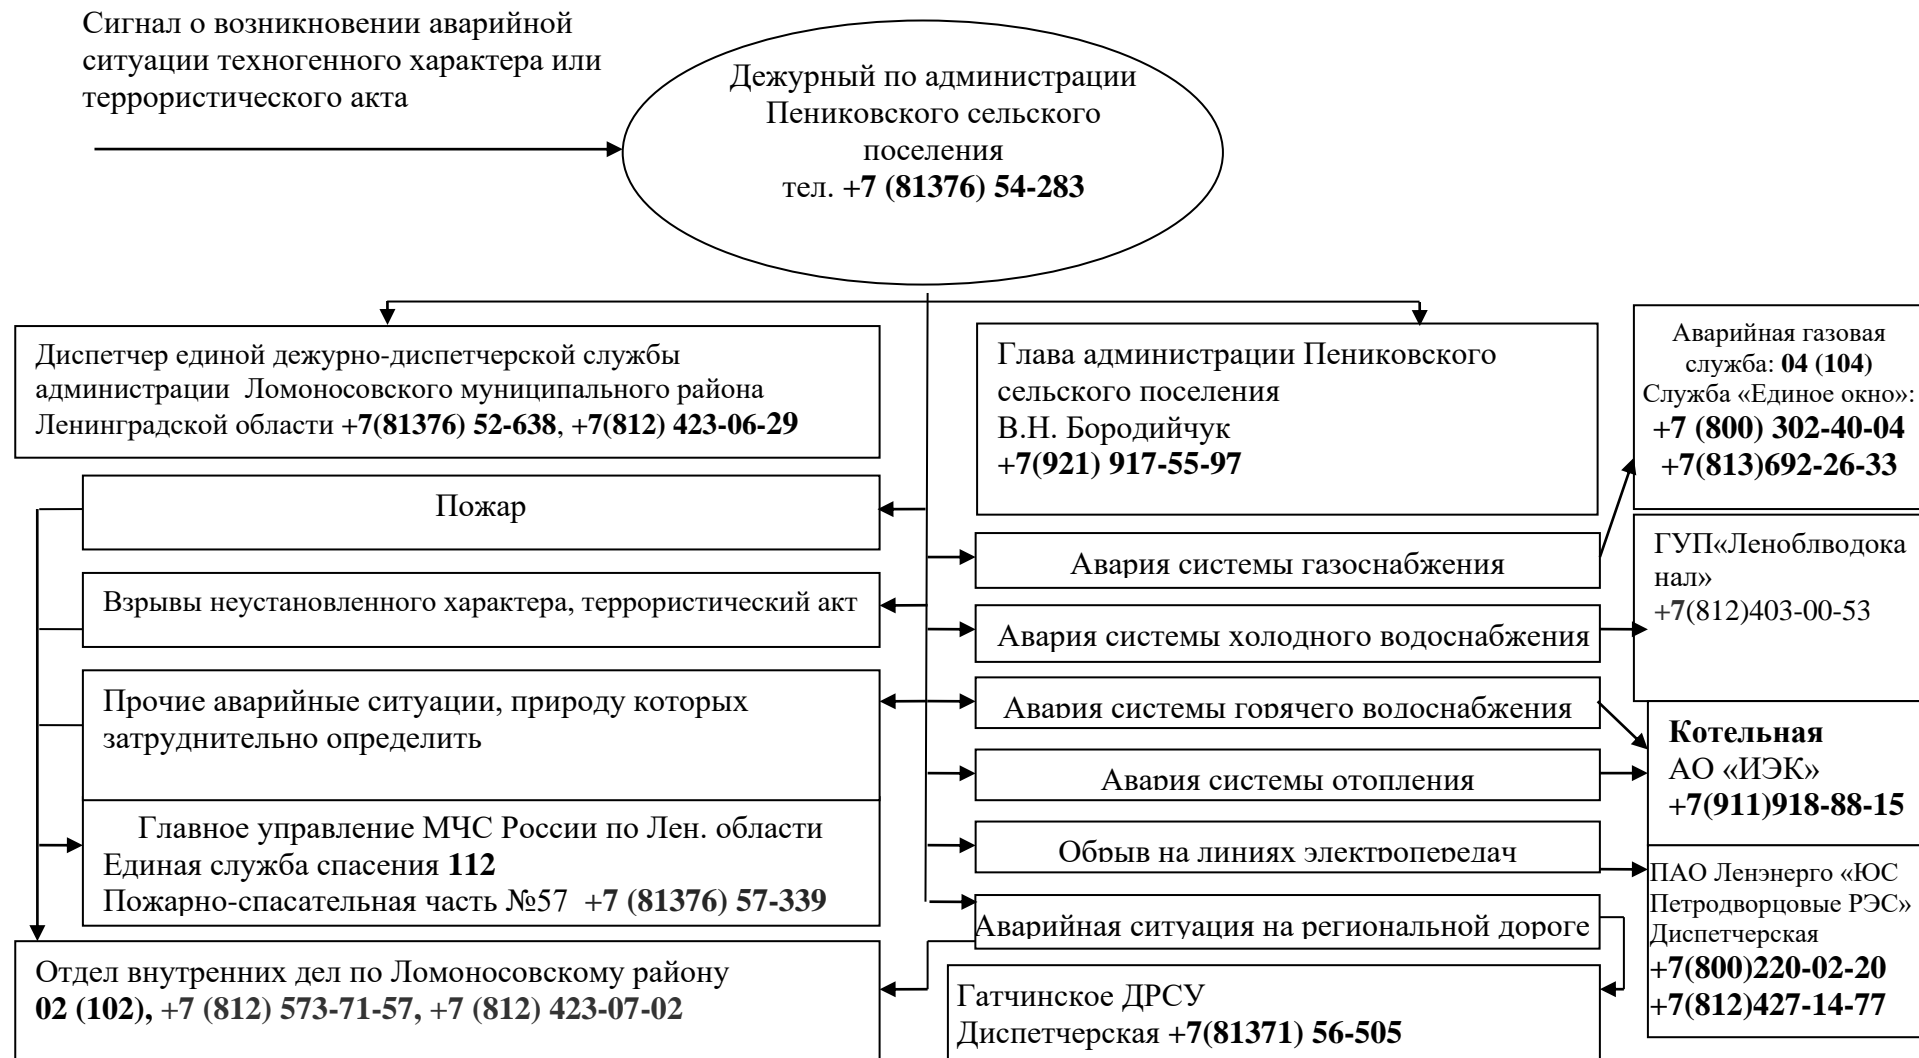 Сигнал о возникновении аварийной
ситуации техногенного характера или
террористического акта
Дежурный по администрации
Пениковского сельского
поселения
тел. +7 (81376) 54-283
Диспетчер единой дежурно-диспетчерской службы
администрации Ломоносовского муниципального района
Ленинградской области +7(81376) 52-638, +7(812) 423-06-29
Глава администрации Пениковского
сельского поселения
В.Н. Бородийчук
+7(921) 917-55-97
Аварийная газовая
служба: 04 (104)
Служба «Единое окно»:
+7 (800) 302-40-04
+7(813)692-26-33
Пожар
Авария системы газоснабжения
ГУП«Леноблводока
нал»
+7(812)403-00-53
Взрывы неустановленного характера, террористический акт
Авария системы холодного водоснабжения
Прочие аварийные ситуации, природу которых
затруднительно определить
Авария системы горячего водоснабжения
Котельная
АО «ИЭК»
+7(911)918-88-15
Авария системы отопления
Главное управление МЧС России по Лен. области
Единая служба спасения 112
Пожарно-спасательная часть №57 +7 (81376) 57-339
Обрыв на линиях электропередач
ПАО Ленэнерго «ЮС
Петродворцовые РЭС»
Диспетчерская
+7(800)220-02-20
+7(812)427-14-77
Аварийная ситуация на региональной дороге
Отдел внутренних дел по Ломоносовскому району
02 (102), +7 (812) 573-71-57, +7 (812) 423-07-02
Гатчинское ДРСУ
Диспетчерская +7(81371) 56-505